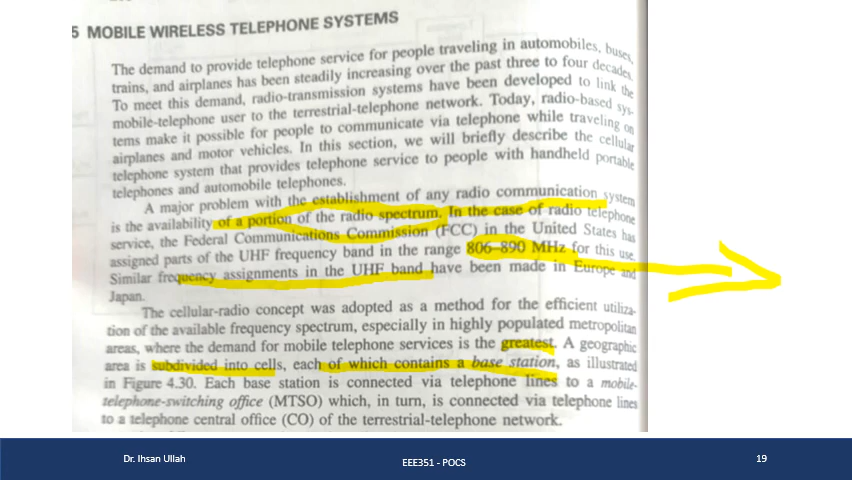 5 MOBILE WIRELESS TELEPHONE SYSTEMS
The demand to provide telephone service for people traveling in automobiles, buses,
trains, and airplanes has been steadily increasing over the past three to four decades.
To meet this demand, radio-transmission systems have been developed to link the
mobile-telephone user to the terrestrial-telephone network. Today, radio-based sys-
tems make it possible for people to communicate via telephone while traveling on
airplanes and motor vehicles. In this section, we will briefly describe the cellular
telephone system that provides telephone service to people with handheld portable
telephones and automobile telephones.
A major problem with the establishment of any radio communication system
is the availability of a portion of the radio spectrum. In the case of radio telephone
service, the Federal Communications Commission (FCC) in the United States has
assigned parts of the UHF frequency band in the range 806–890 MHz for this use.
Similar frequency assignments in the UHF band have been made in Europe and
Japan.
The cellular-radio concept was adopted as a method for the efficient utiliza-
tion of the available frequency spectrum, especially in highly populated metropolitan
areas, where the demand for mobile telephone services is the greatest. A geographic
area is subdivided into cells, each of which contains a base station, as illustrated
in Figure 4.30. Each base station is connected via telephone lines to a mobile-
telephone-switching office (MTSO) which, in turn, is connected via telephone lines
to a telephone central office (CO) of the terrestrial-telephone network.
Dr. Ihsan Ullah
EEE351 - POCS
19